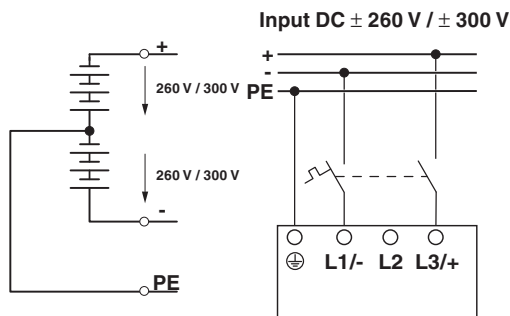 Input DC ± 260 V / ± 300 V
+
260 V / 300 V
260 V / 300 V
-
PE
+
-
PE
L1/- L2 L3/+